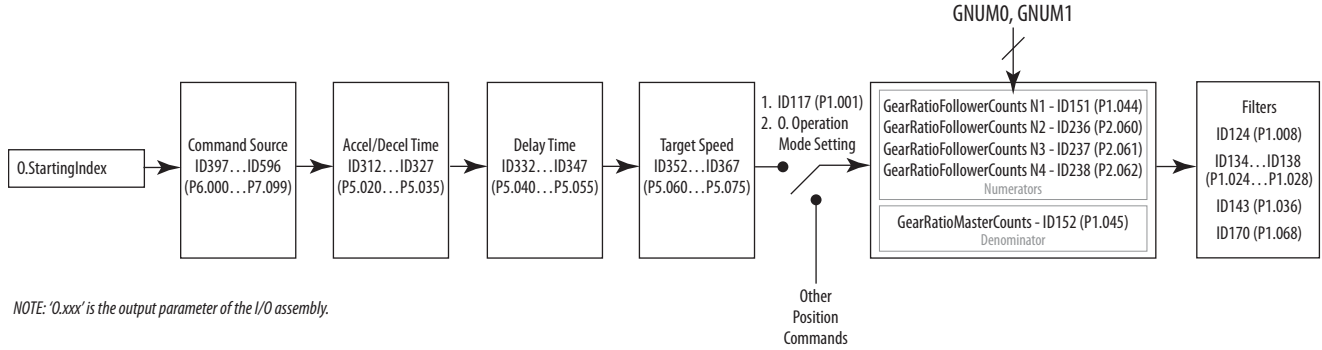 GNUM0, GNUM1
O.StartingIndex
Command Source
ID397...ID596
(P6.000...P7.099)
Accel/Decel Time
ID312...ID327
(P5.020...P5.035)
Delay Time
ID332...ID347
(P5.040...P5.055)
Target Speed
ID352...ID367
(P5.060...P5.075)
1. ID117 (P1.001)
2. O. Operation
Mode Setting
Other
Position
Commands
GearRatioFollowerCounts N1 - ID151 (P1.044)
GearRatioFollowerCounts N2 - ID236 (P2.060)
GearRatioFollowerCounts N3 - ID237 (P2.061)
GearRatioFollowerCounts N4 - ID238 (P2.062)
Numerators
GearRatioMasterCounts - ID152 (P1.045)
Denominator
Filters
ID124 (P1.008)
ID134...ID138
(P1.024...P1.028)
ID143 (P1.036)
ID170 (P1.068)
NOTE: ‘O.xxx’ is the output parameter of the I/O assembly.